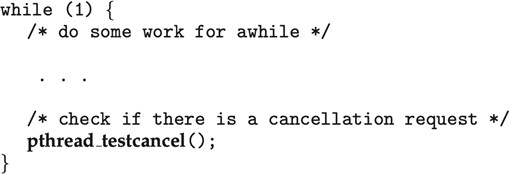 while (1) {
/* do some work for awhile */
. . .
/* check if there is a cancellation request */
pthread_testcancel();
}